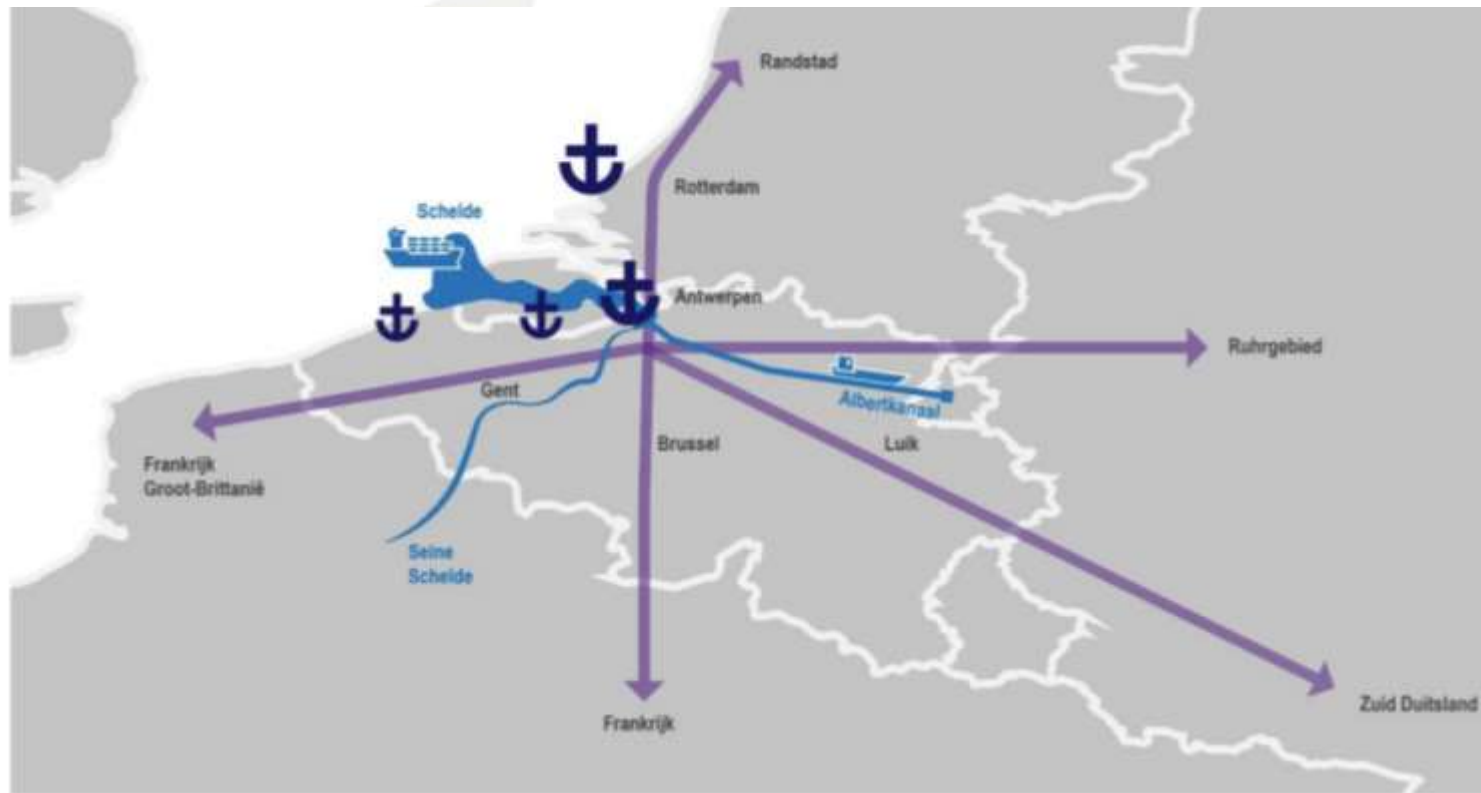 Randstad
Rotterdam
Schelde
Antwerpen
Ruhrgebied
Gent
Albertkanaal
Brussel
Luik
Frankrijk
Groot-Brittanië
Seine
Schelde
Zuid Duitsland
Frankrijk